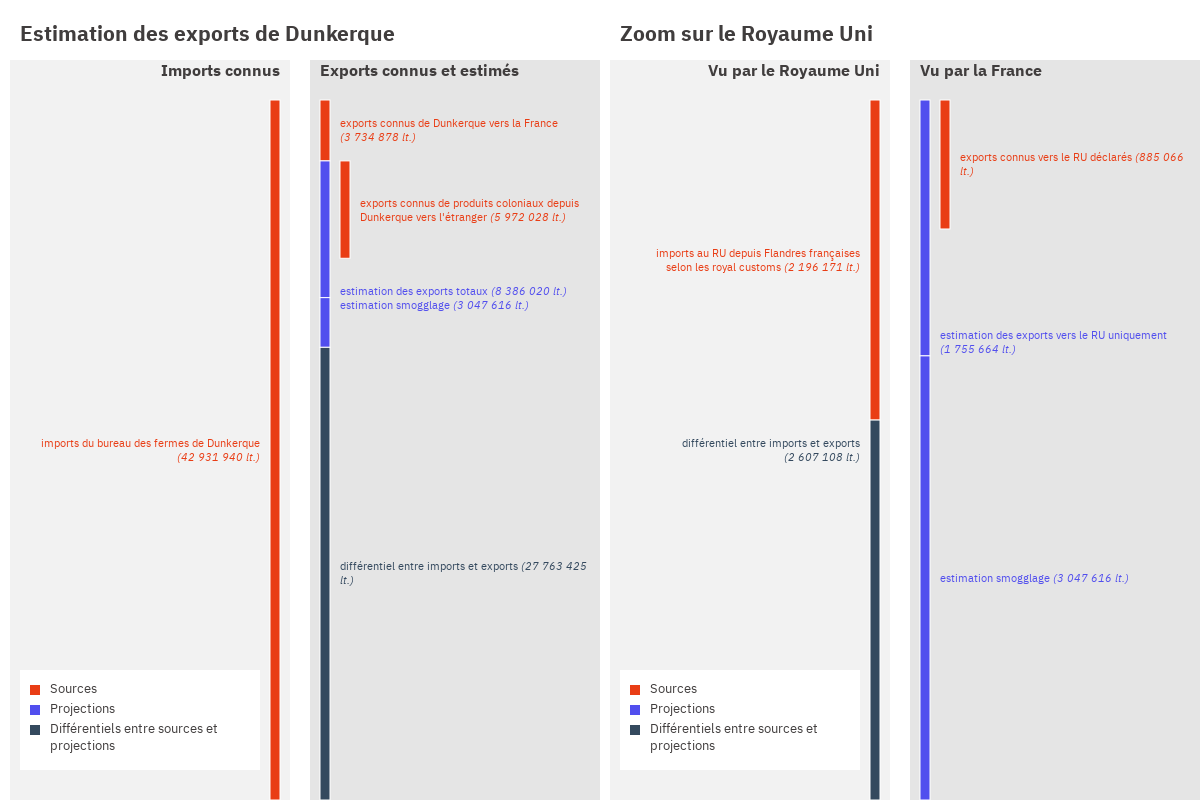 Estimation des exports de Dunkerque
Imports connus
imports du bureau des fermes de Dunkerque
(42 931 940 lt.)
Sources
Projections
Différentiels entre sources et
projections
Exports connus et estimés
exports connus de Dunkerque vers la France
(3 734 878 lt.)
exports connus de produits coloniaux depuis
Dunkerque vers l'étranger (5 972 028 lt.)
estimation des exports totaux (8 386 020 lt.)
estimation smogglage (3 047 616 lt.)
différentiel entre imports et exports (27 763 425
lt.)
Zoom sur le Royaume Uni
Vu par le Royaume Uni
imports au RU depuis Flandres françaises
selon les royal customs (2 196 171 lt.)
différentiel entre imports et exports
(2 607 108 lt.)
Sources
Projections
Différentiels entre sources et
projections
Vu par la France
exports connus vers le RU déclarés (885 066
lt.)
estimation des exports vers le RU uniquement
(1 755 664 lt.)
estimation smogglage (3 047 616 lt.)